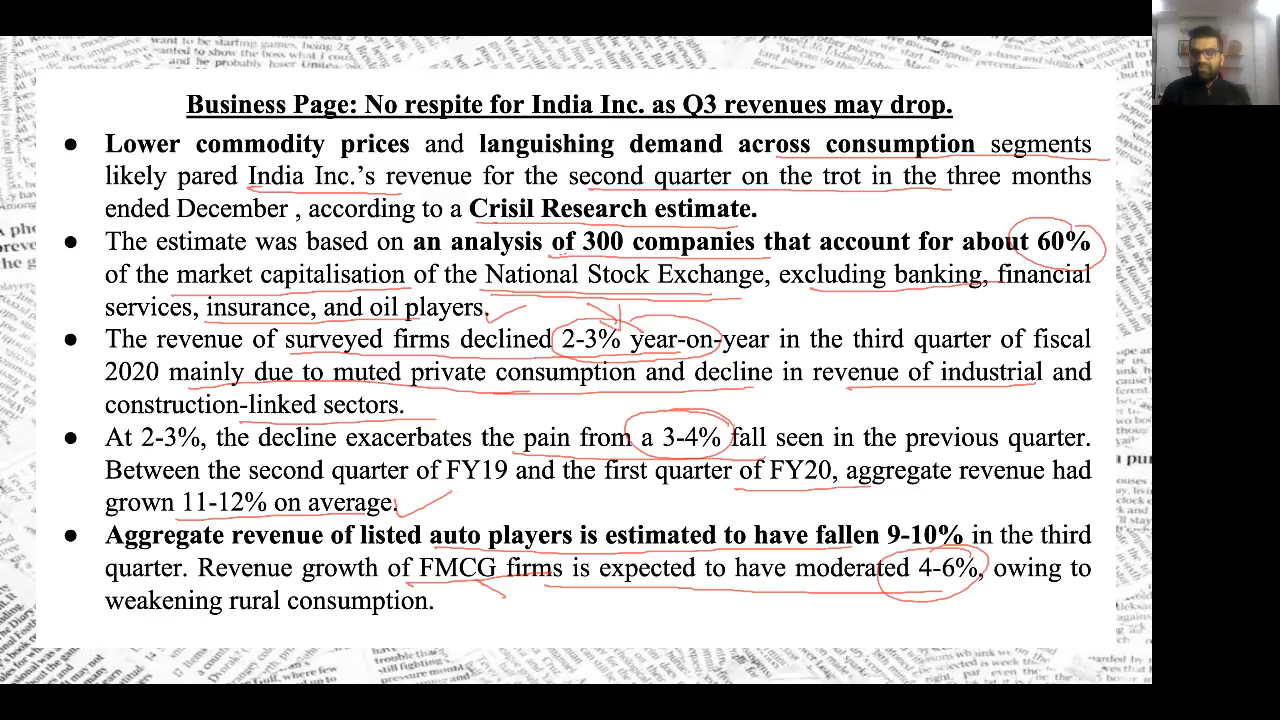 Business Page: No respite for India Inc. as Q3 revenues may drop.
● Lower commodity prices and languishing demand across consumption segments
likely pared India Inc.'s revenue for the second quarter on the trot in the three months
ended December , according to a Crisil Research estimate.
● The estimate was based on an analysis of 300 companies that account for about 60%
of the market capitalisation of the National Stock Exchange, excluding banking, financial
services, insurance, and oil players.
● The revenue of surveyed firms declined 2-3% year-on-year in the third quarter of fiscal
2020 mainly due to muted private consumption and decline in revenue of industrial and
construction-linked sectors.
● At 2-3%, the decline exacerbates the pain from a 3-4% fall seen in the previous quarter.
Between the second quarter of FY19 and the first quarter of FY20, aggregate revenue had
grown 11-12% on average.
● Aggregate revenue of listed auto players is estimated to have fallen 9-10% in the third
quarter. Revenue growth of FMCG firms is expected to have moderated 4-6%, owing to
weakening rural consumption.